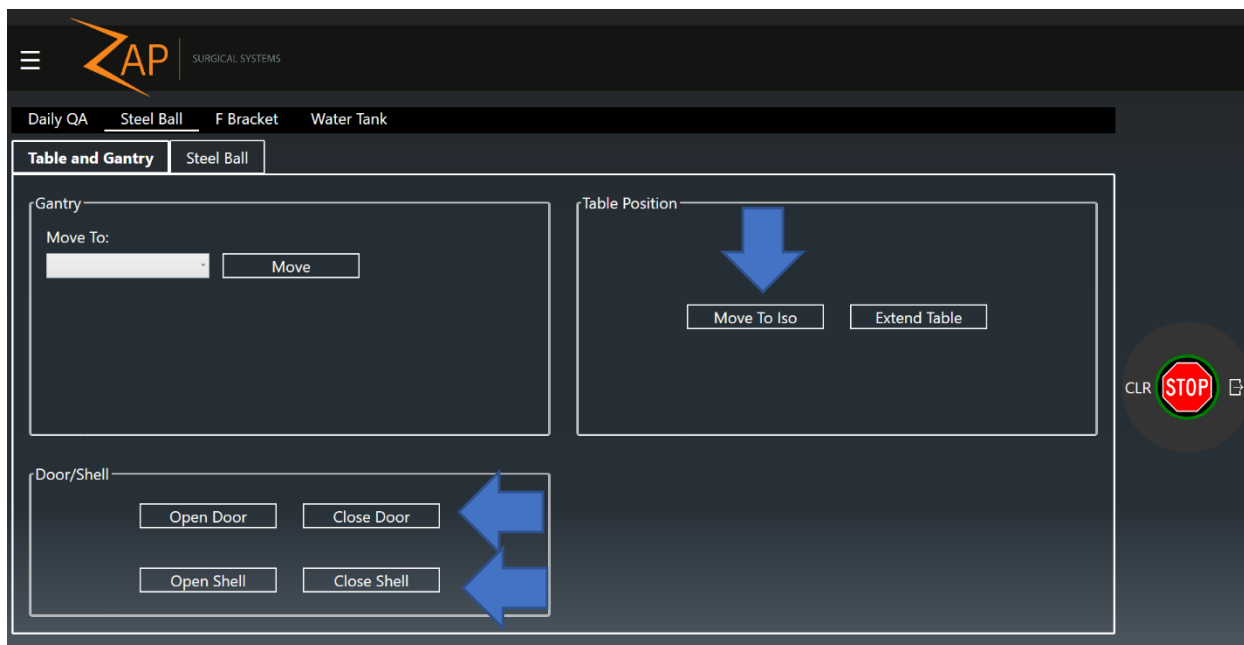 ZAP SURGICAL SYSTEMS
Daily QA Steel Ball F Bracket Water Tank
Table and Gantry Steel Ball
Gantry
Move To:
Move
Table Position
Move To Iso Extend Table
CLR STOP
Door/Shell
Open Door Close Door
Open Shell Close Shell